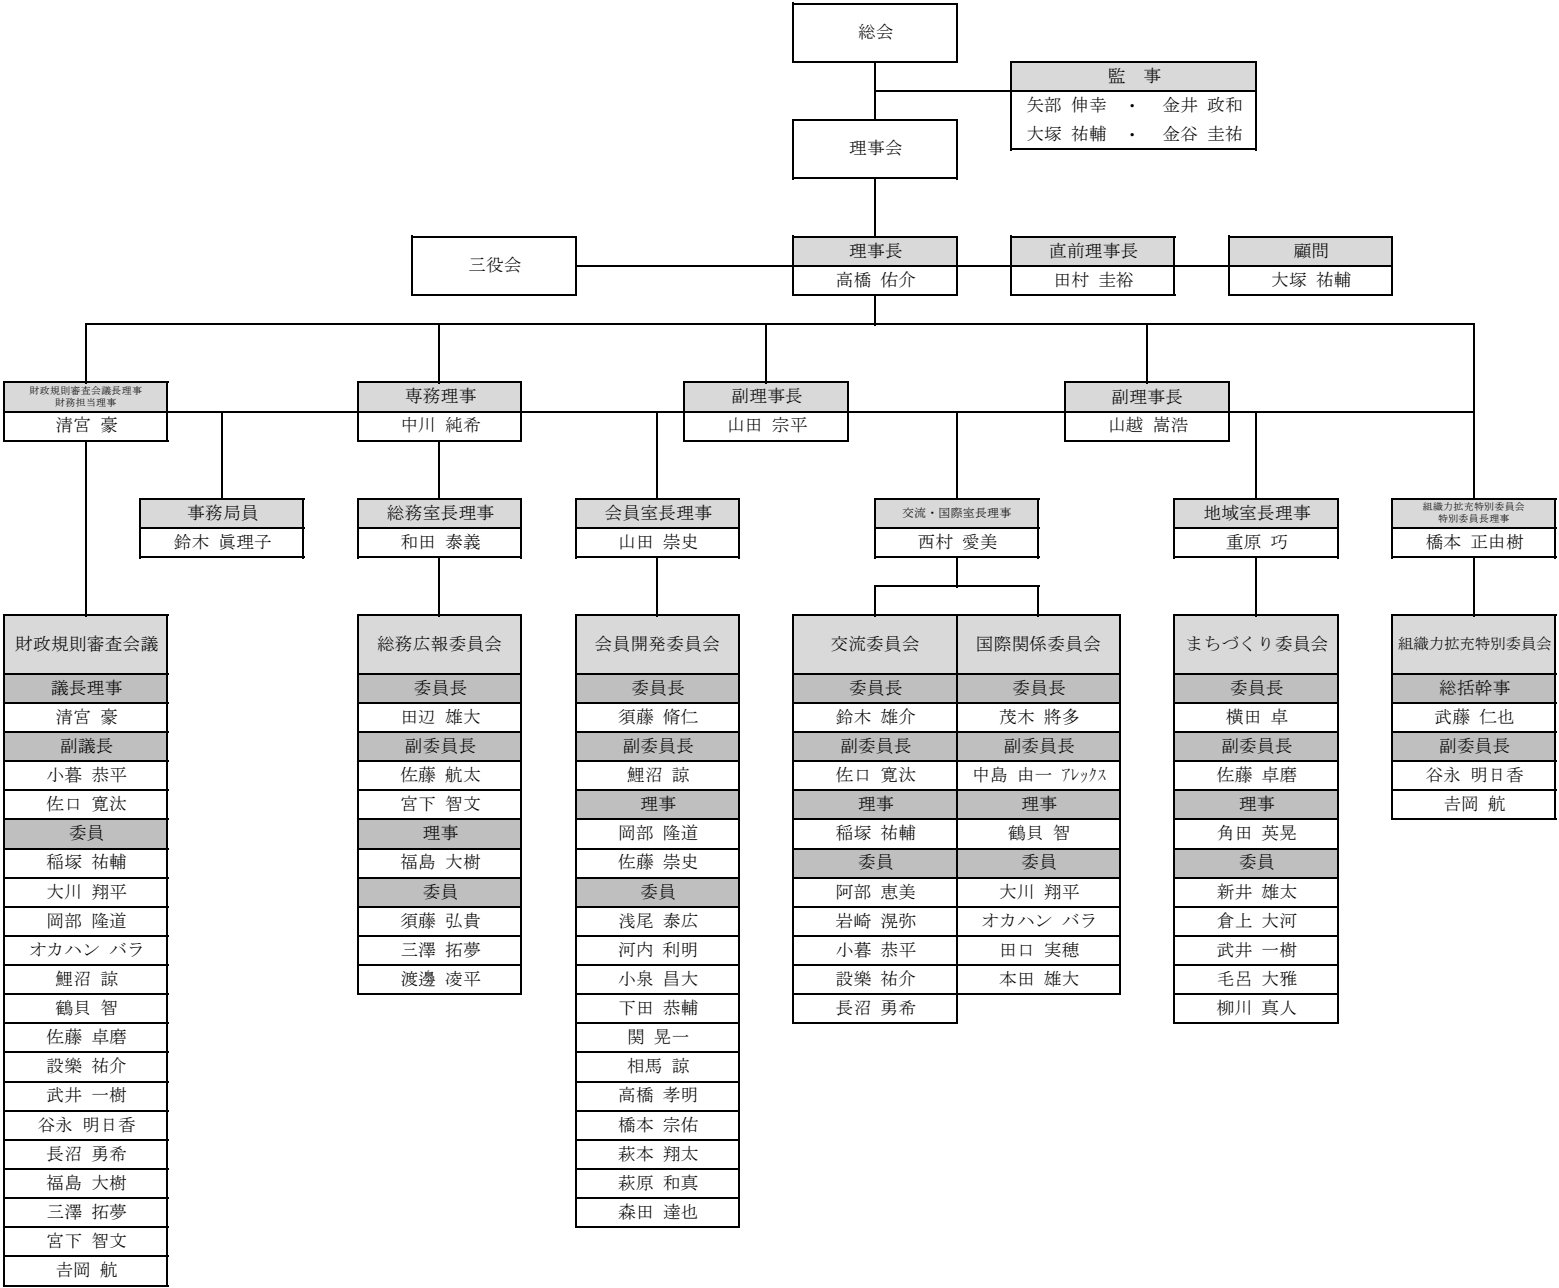 総会
監　事
矢部 伸幸 ・ 金井 政和
大塚 祐輔 ・ 金谷 圭祐
理事会
三役会
理事長
高橋 佑介
直前理事長
田村 圭裕
顧問
大塚 祐輔
財政規則審査会議長理事
財務担当理事
清宮 豪
専務理事
中川 純希
副理事長
山田 宗平
副理事長
山越 嵩浩
事務局員
鈴木 眞理子
総務室長理事
和田 泰義
会員室長理事
山田 崇史
交流・国際室長理事
西村 愛美
地域室長理事
重原 巧
組織力拡充特別委員会
特別委員長理事
橋本 正由樹
財政規則審査会議
議長理事
清宮 豪
副議長
小暮 恭平
佐口 寛汰
委員
稲塚 祐輔
大川 翔平
岡部 隆道
オカハン バラ
鯉沼 諒
鶴貝 智
佐藤 卓磨
設樂 祐介
武井 一樹
谷永 明日香
長沼 勇希
福島 大樹
三澤 拓夢
宮下 智文
𠮷岡 航
総務広報委員会
委員長
田辺 雄大
副委員長
佐藤 航太
宮下 智文
理事
福島 大樹
委員
須藤 弘貴
三澤 拓夢
渡邊 凌平
会員開発委員会
委員長
須藤 脩仁
副委員長
鯉沼 諒
理事
岡部 隆道
佐藤 崇史
委員
浅尾 泰広
河内 利明
小泉 昌大
下田 恭輔
関 晃一
相馬 諒
高橋 孝明
橋本 宗佑
萩本 翔太
萩原 和真
森田 達也
交流委員会
委員長
鈴木 雄介
副委員長
佐口 寛汰
理事
稲塚 祐輔
委員
阿部 恵美
岩崎 滉弥
小暮 恭平
設樂 祐介
長沼 勇希
国際関係委員会
委員長
茂木 將多
副委員長
中島 由一 ｱﾚｯｸｽ
理事
鶴貝 智
委員
大川 翔平
オカハン バラ
田口 実穂
本田 雄大
まちづくり委員会
委員長
横田 卓
副委員長
佐藤 卓磨
理事
角田 英晃
委員
新井 雄太
倉上 大河
武井 一樹
毛呂 大雅
柳川 真人
組織力拡充特別委員会
総括幹事
武藤 仁也
副委員長
谷永 明日香
𠮷岡 航